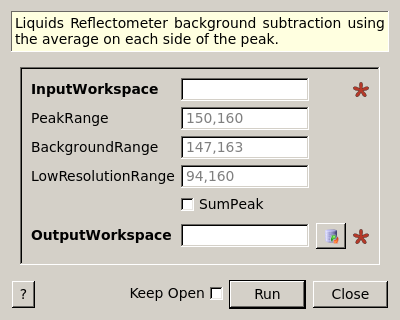 Liquids Reflectometer background subtraction using
the average on each side of the peak.
InputWorkspace
PeakRange 150,160
BackgroundRange 147,163
LowResolutionRange 94,160
SumPeak
OutputWorkspace
? Keep Open Run Close